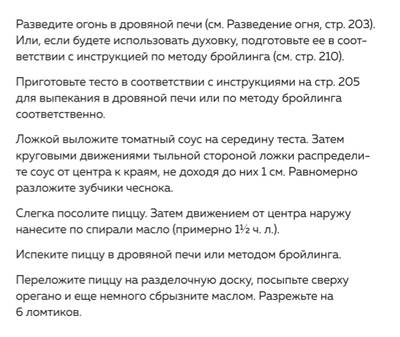 Разведите огонь в дровяной печи (см. Разведение огня, стр. 203).
Или, если будете использовать духовку, подготовьте ее в соот-
ветствии с инструкцией по методу бройлинга (см. стр. 210).
Приготовьте тесто в соответствии с инструкциями на стр. 205
для выпекания в дровяной печи или по методу бройлинга
соответственно.
Ложкой выложите томатный соус на середину теста. Затем
круговыми движениями тыльной стороной ложки распредели-
те соус от центра к краям, не доходя до них 1 см. Равномерно
разложите зубчики чеснока.
Слегка посолите пиццу. Затем движением от центра наружу
нанесите по спирали масло (примерно 1½ ч. л.).
Испеките пиццу в дровяной печи или методом бройлинга.
Переложите пиццу на разделочную доску, посыпьте сверху
орегано и еще немного сбрызните маслом. Разрежьте на
6 ломтиков.